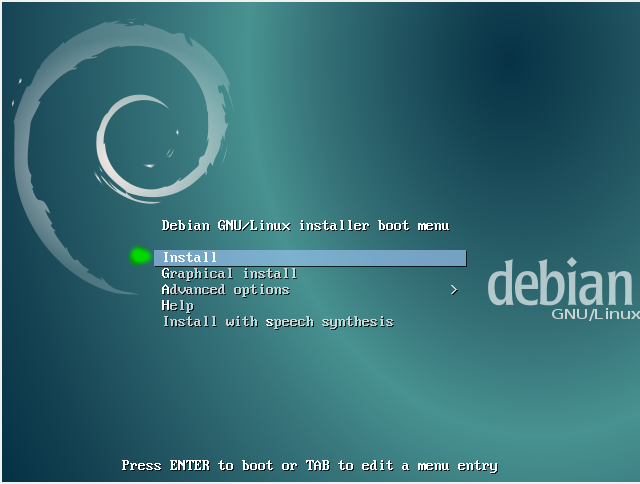 Debian GNU/Linux installer boot menu
Install
Graphical install
Advanced options >
Help
Install with speech synthesis
debian
GNU/Linux
Press ENTER to boot or TAB to edit a menu entry